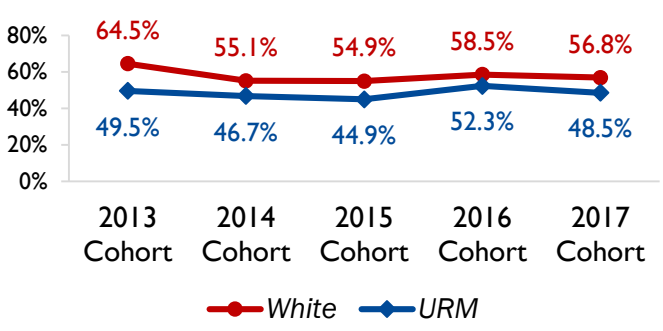 64.5%
55.1%
54.9%
58.5%
56.8%
80%
60%
40%
20%
0%
49.5%
46.7%
44.9%
52.3%
48.5%
2013 Cohort
2014 Cohort
2015 Cohort
2016 Cohort
2017 Cohort
White
URM